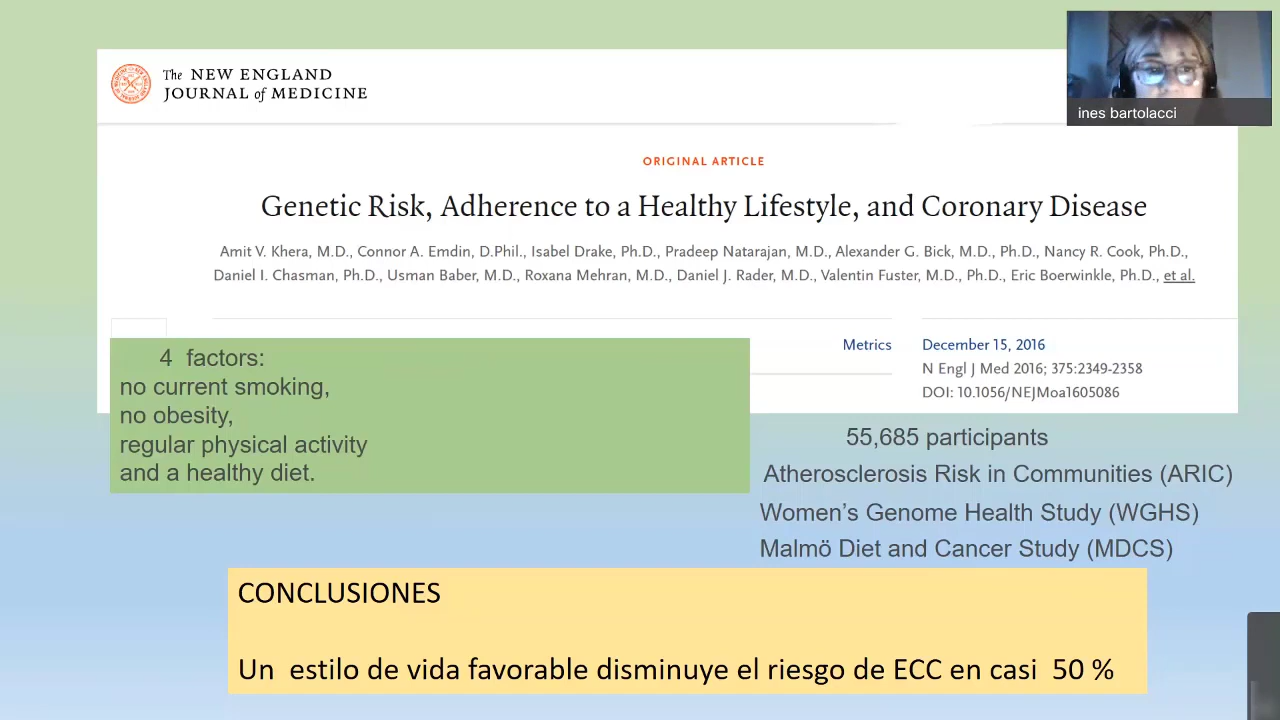 The NEW ENGLAND
JOURNAL of MEDICINE
ines bartolacci
ORIGINAL ARTICLE
Genetic Risk, Adherence to a Healthy Lifestyle, and Coronary Disease
Amit V. Khera, M.D., Connor A. Emdin, D.Phil., Isabel Drake, Ph.D., Pradeep Natarajan, M.D., Alexander G. Bick, M.D., Ph.D., Nancy R. Cook, Ph.D.,
Daniel I. Chasman, Ph.D., Usman Baber, M.D., Roxana Mehran, M.D., Daniel J. Rader, M.D., Valentin Fuster, M.D., Ph.D., Eric Boerwinkle, Ph.D., et al.
Metrics
December 15, 2016
N Engl J Med 2016; 375:2349-2358
DOI: 10.1056/NEJMoa1605086
4 factors:
no current smoking,
no obesity,
regular physical activity
and a healthy diet.
55,685 participants
Atherosclerosis Risk in Communities (ARIC)
Women’s Genome Health Study (WGHS)
Malmö Diet and Cancer Study (MDCS)
CONCLUSIONES
Un estilo de vida favorable disminuye el riesgo de ECC en casi 50 %